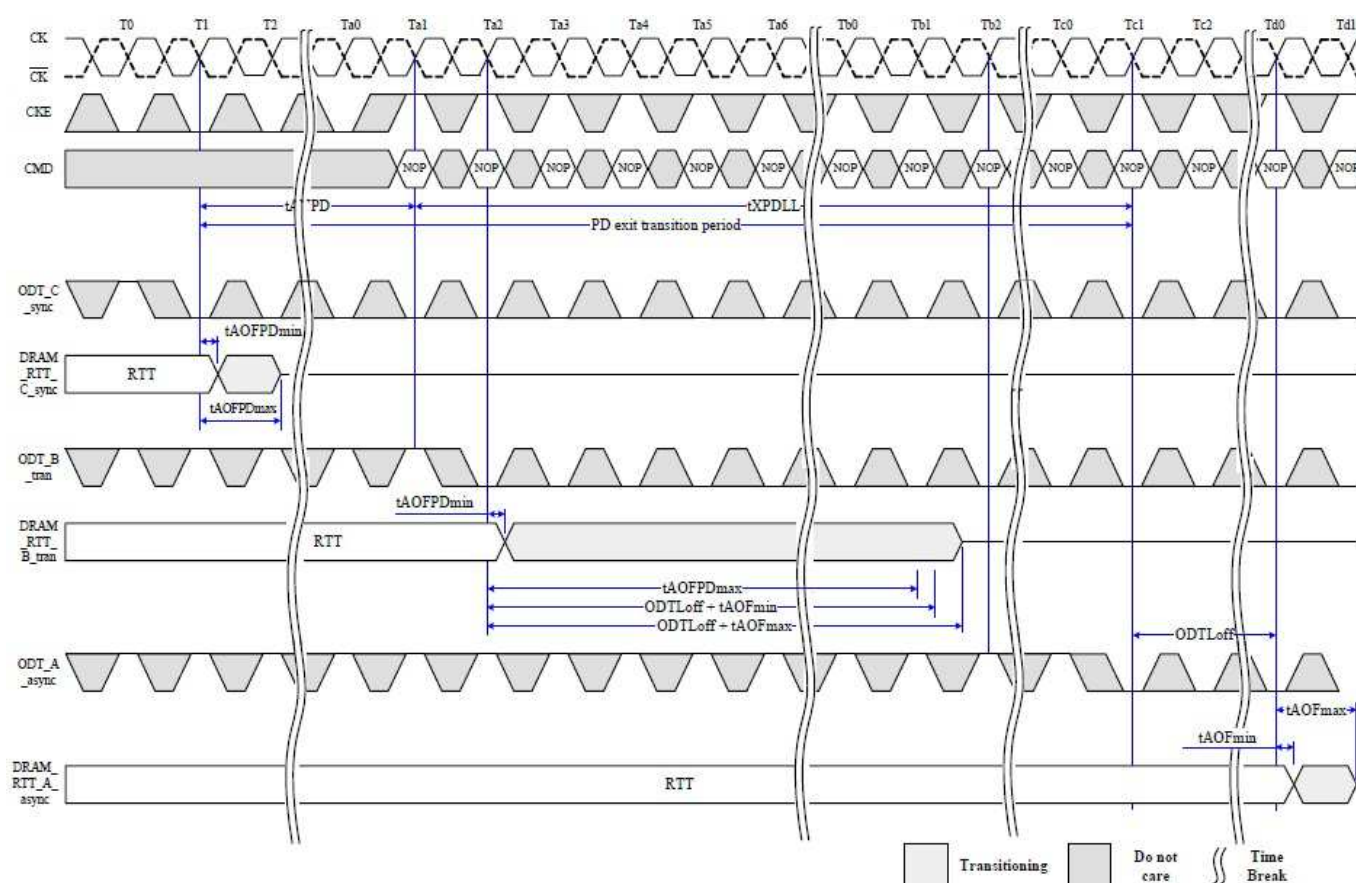 T0 T1 T2 Ta0 Ta1 Ta2 Ta3 Ta4 Ta5 Ta6 Tb0 Tb1 Tb2 Tc0 Tc1 Tc2 Td0 Td1
CK
CK
CKE
CMD NOP NOP NOP NOP NOP NOP NOP NOP NOP NOP NOP NOP NOP NOP
tXPDLL
PD exit transition period
ODT_C
_sync
tAOFPDmin
DRAM
_RTT_
C_sync
RTT
tAOFPDmax
ODT_B
_tran
tAOFPDmin
DRAM
_RTT_
B_tran
RTT
tAOFPDmax
ODTLoff + tAOFmin
ODTLoff + tAOFmax
ODTLoff
ODT_A
_async
tAOFmax
tAOFmin
DRAM_
RTT_A_
async
RTT
Transitioning
Do not
care
Time
Break